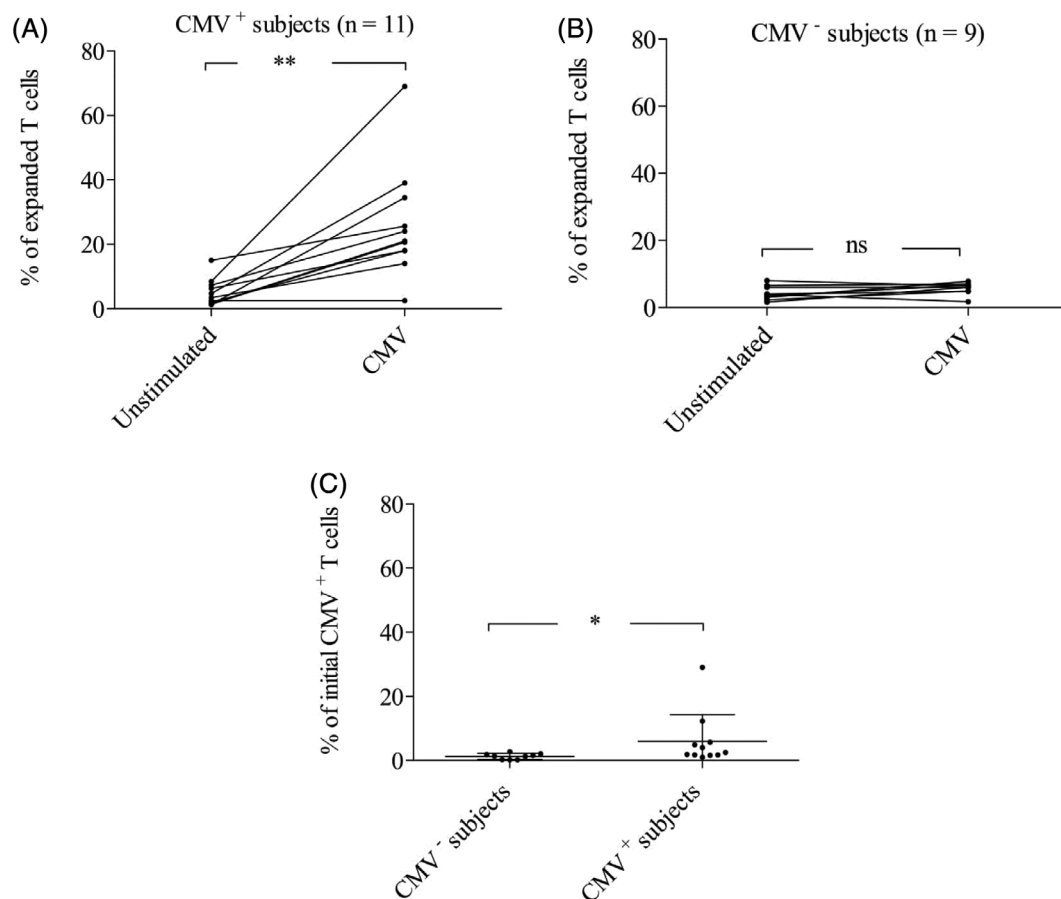 (A)
CMV + subjects (n = 11)
% of expanded T cells
80
60
40
20
0
**
Unstimulated
CMV
(B)
CMV - subjects (n = 9)
% of expanded T cells
80
60
40
20
0
ns
Unstimulated
CMV
(C)
% of initial CMV + T cells
80
60
40
20
0
*
CMV - subjects
CMV + subjects